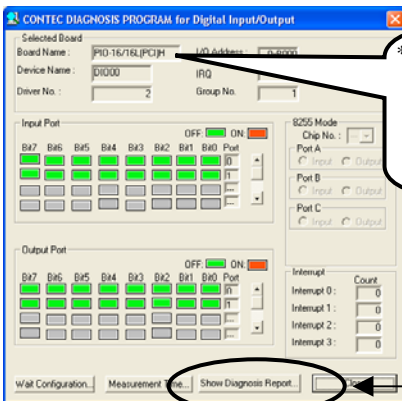 CONTEC DIAGNOSIS PROGRAM for Digital Input/Output
Selected Board
Board Name : PIO-16/16L(PCI)H I/O Address :
Device Name : DIO00 IRQ
Driver No. : 2 Group No. 1
*
Input Port
OFF: ON:
Bit7 Bit6 Bit5 Bit4 Bit3 Bit2 Bit1 Bit0 Port
0
1
8255 Mode
Chip No. :
Port A
Input Output
Port B
Input Output
Port C
Input Output
Output Port
OFF: ON:
Bit7 Bit6 Bit5 Bit4 Bit3 Bit2 Bit1 Bit0 Port
0
1
Interrupt
Count
Interrupt 0 : 0
Interrupt 1 : 0
Interrupt 2 : 0
Interrupt 3 : 0
Wait Configuration... Measurement Time... Show Diagnosis Report...